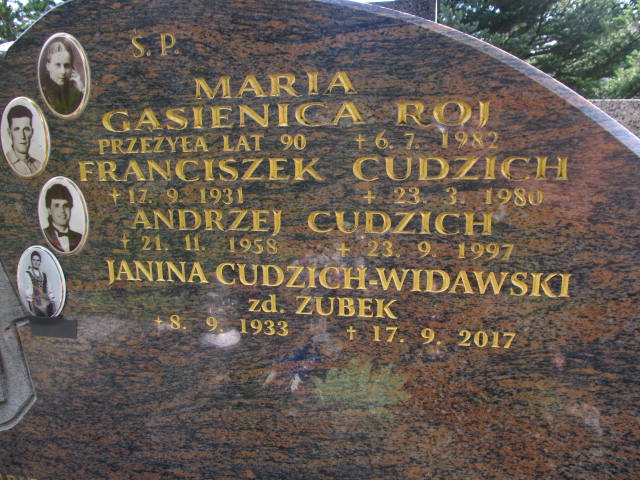 Ś. P.
MARIA
GĄSIENICA ROJ
PRZEŻYŁA LAT 90 +6. 7. 1982
FRANCISZEK CUDZICH
+17. 9. 1931 +23. 3. 1980
ANDRZEJ CUDZICH
+21. 11. 1958 +23. 9. 1997
JANINA CUDZICH-WIDAWSKI
zd. ZUBEK
+8. 9. 1933 +17. 9. 2017